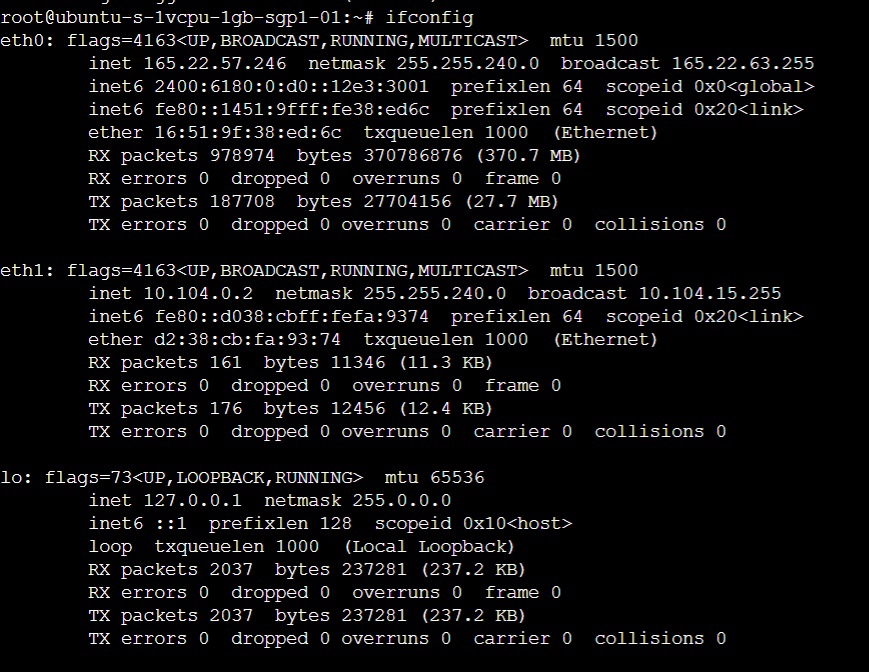 root@ubuntu-s-1vcpu-1gb-sgp1-01:~# ifconfig
eth0: flags=4163<UP,BROADCAST,RUNNING,MULTICAST>  mtu 1500
        inet 165.22.57.246  netmask 255.255.240.0  broadcast 165.22.63.255
        inet6 2400:6180:0:d0::12e3:3001  prefixlen 64  scopeid 0x0<global>
        inet6 fe80::1451:9fff:fe38:ed6c  prefixlen 64  scopeid 0x20<link>
        ether 16:51:9f:38:ed:6c  txqueuelen 1000  (Ethernet)
        RX packets 978974  bytes 370786876 (370.7 MB)
        RX errors 0  dropped 0  overruns 0  frame 0
        TX packets 187708  bytes 27704156 (27.7 MB)
        TX errors 0  dropped 0 overruns 0  carrier 0  collisions 0

eth1: flags=4163<UP,BROADCAST,RUNNING,MULTICAST>  mtu 1500
        inet 10.104.0.2  netmask 255.255.240.0  broadcast 10.104.15.255
        inet6 fe80::d038:cbff:fefa:9374  prefixlen 64  scopeid 0x20<link>
        ether d2:38:cb:fa:93:74  txqueuelen 1000  (Ethernet)
        RX packets 161  bytes 11346 (11.3 KB)
        RX errors 0  dropped 0  overruns 0  frame 0
        TX packets 176  bytes 12456 (12.4 KB)
        TX errors 0  dropped 0 overruns 0  carrier 0  collisions 0

lo: flags=73<UP,LOOPBACK,RUNNING>  mtu 65536
        inet 127.0.0.1  netmask 255.0.0.0
        inet6 ::1  prefixlen 128  scopeid 0x10<host>
        loop  txqueuelen 1000  (Local Loopback)
        RX packets 2037  bytes 237281 (237.2 KB)
        RX errors 0  dropped 0  overruns 0  frame 0
        TX packets 2037  bytes 237281 (237.2 KB)
        TX errors 0  dropped 0 overruns 0  carrier 0  collisions 0